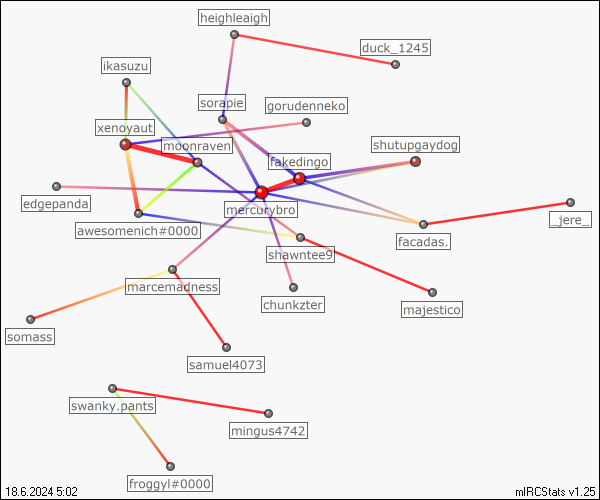 heighleaigh
duck_1245
ikasuzu
sorapie
gorudenneko
xenoyaut
moonraven
shutupgaydog
fakedingo
edgepanda
mercurybro
awesomenich#0000
_jere_
facadas.
shawntee9
marcemadness
chunkzter
majestico
somass
samuel4073
swanky.pants
mingus4742
froggyl#0000
18.6.2024 5:02
mIRCStats v1.25